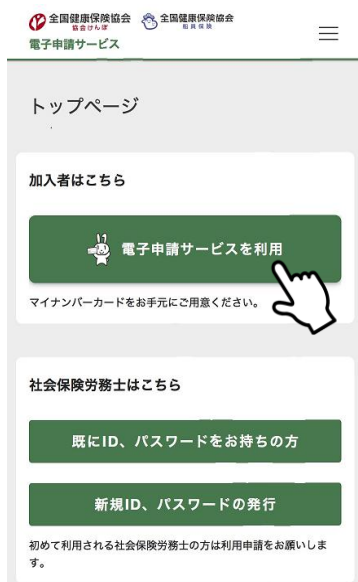 全国健康保険協会 全国健康保険協会
協会けんぽ 船員保険
電子申請サービス
トップページ
加入者はこちら
電子申請サービスを利用
マイナンバーカードをお手元にご用意ください。
社会保険労務士はこちら
既にID、パスワードをお持ちの方
新規ID、パスワードの発行
初めて利用される社会保険労務士の方は利用申請をお願いしま
す。